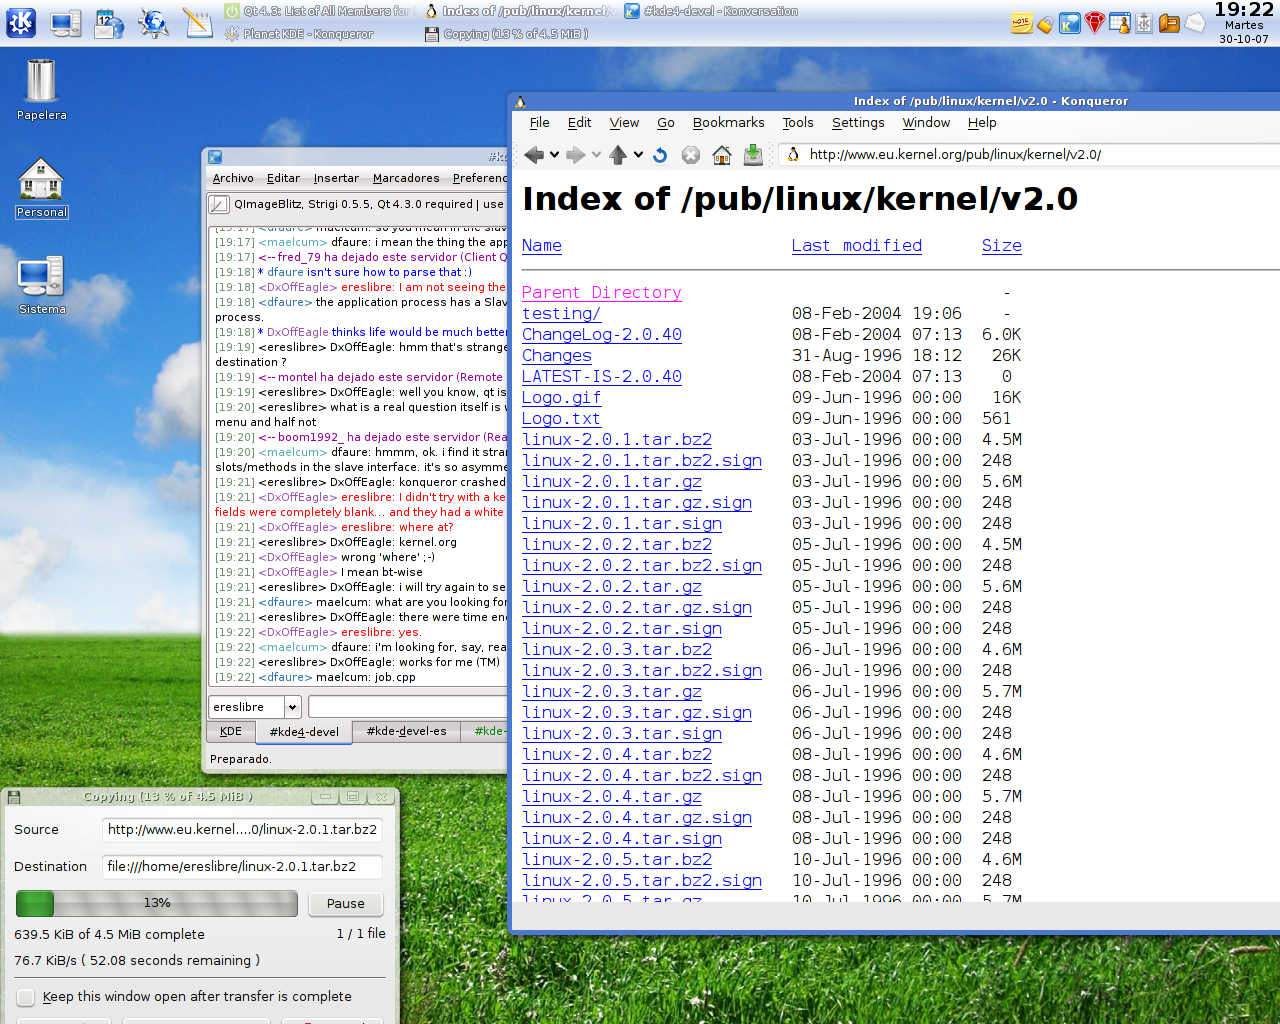 Qt 4.3: List of All Members for
Index of /pub/linux/kernel/v
#kde4-devel - Konversation
Planet KDE - Konqueror
Copying (13 % of 4.5 MiB )
12
NOTE
19:22
Martes
30-10-07
Papelera
Personal
Sistema
#k
Archivo Editar Insertar Marcadores Preferenc
QImageBlitz, Strigi 0.5.5, Qt 4.3.0 required | use
[19:17] <maelcum> dfaure: so you mean in the slav
[19:17] <maelcum> dfaure: i mean the thing the app
[19:17] <-- fred_79 ha dejado este servidor (Client Q
[19:18] * dfaure isn't sure how to parse that :)
[19:18] <DxOffEagle> ereslibre: I am not seeing the
[19:18] <dfaure> the application process has a Slav
process.
[19:18] * DxOffEagle thinks life would be much better
[19:19] <ereslibre> DxOffEagle: hmm that's strange
destination ?
[19:19] <-- montel ha dejado este servidor (Remote
[19:19] <ereslibre> DxOffEagle: well you know, qt is
[19:20] <ereslibre> what is a real question itself is w
menu and half not
[19:20] <-- boom1992_ ha dejado este servidor (Rea
[19:20] <maelcum> dfaure: hmmm, ok. i find it stran
slots/methods in the slave interface. it's so asymme
[19:21] <ereslibre> DxOffEagle: konqueror crashed
[19:21] <DxOffEagle> ereslibre: I didn't try with a ke
fields were completely blank... and they had a white
[19:21] <DxOffEagle> ereslibre: where at?
[19:21] <ereslibre> DxOffEagle: kernel.org
[19:21] <DxOffEagle> wrong 'where' ;-)
[19:21] <DxOffEagle> I mean bt-wise
[19:21] <ereslibre> DxOffEagle: i will try again to se
[19:21] <dfaure> maelcum: what are you looking for
[19:21] <ereslibre> DxOffEagle: there were time end
[19:22] <DxOffEagle> ereslibre: yes.
[19:22] <maelcum> dfaure: i'm looking for, say, rea
[19:22] <ereslibre> DxOffEagle: works for me (TM)
[19:22] <dfaure> maelcum: job.cpp
ereslibre
KDE #kde4-devel #kde-devel-es #kde-
Preparado.
Copying (13 % of 4.5 MiB )
Source http://www.eu.kernel....0/linux-2.0.1.tar.bz2
Destination file:///home/ereslibre/linux-2.0.1.tar.bz2
13% Pause
639.5 KiB of 4.5 MiB complete 1 / 1 file
76.7 KiB/s ( 52.08 seconds remaining )
Keep this window open after transfer is complete
Index of /pub/linux/kernel/v2.0 - Konqueror
File Edit View Go Bookmarks Tools Settings Window Help
http://www.eu.kernel.org/pub/linux/kernel/v2.0/
Index of /pub/linux/kernel/v2.0
Name Last modified Size
Parent Directory -
testing/ 08-Feb-2004 19:06 -
ChangeLog-2.0.40 08-Feb-2004 07:13 6.0K
Changes 31-Aug-1996 18:12 26K
LATEST-IS-2.0.40 08-Feb-2004 07:13 0
Logo.gif 09-Jun-1996 00:00 16K
Logo.txt 09-Jun-1996 00:00 561
linux-2.0.1.tar.bz2 03-Jul-1996 00:00 4.5M
linux-2.0.1.tar.bz2.sign 03-Jul-1996 00:00 248
linux-2.0.1.tar.gz 03-Jul-1996 00:00 5.6M
linux-2.0.1.tar.gz.sign 03-Jul-1996 00:00 248
linux-2.0.1.tar.sign 03-Jul-1996 00:00 248
linux-2.0.2.tar.bz2 05-Jul-1996 00:00 4.5M
linux-2.0.2.tar.bz2.sign 05-Jul-1996 00:00 248
linux-2.0.2.tar.gz 05-Jul-1996 00:00 5.6M
linux-2.0.2.tar.gz.sign 05-Jul-1996 00:00 248
linux-2.0.2.tar.sign 05-Jul-1996 00:00 248
linux-2.0.3.tar.bz2 06-Jul-1996 00:00 4.6M
linux-2.0.3.tar.bz2.sign 06-Jul-1996 00:00 248
linux-2.0.3.tar.gz 06-Jul-1996 00:00 5.7M
linux-2.0.3.tar.gz.sign 06-Jul-1996 00:00 248
linux-2.0.3.tar.sign 06-Jul-1996 00:00 248
linux-2.0.4.tar.bz2 08-Jul-1996 00:00 4.6M
linux-2.0.4.tar.bz2.sign 08-Jul-1996 00:00 248
linux-2.0.4.tar.gz 08-Jul-1996 00:00 5.7M
linux-2.0.4.tar.gz.sign 08-Jul-1996 00:00 248
linux-2.0.4.tar.sign 08-Jul-1996 00:00 248
linux-2.0.5.tar.bz2 10-Jul-1996 00:00 4.6M
linux-2.0.5.tar.bz2.sign 10-Jul-1996 00:00 248
linux-2.0.5.tar.gz 10-Jul-1996 00:00 5.7M